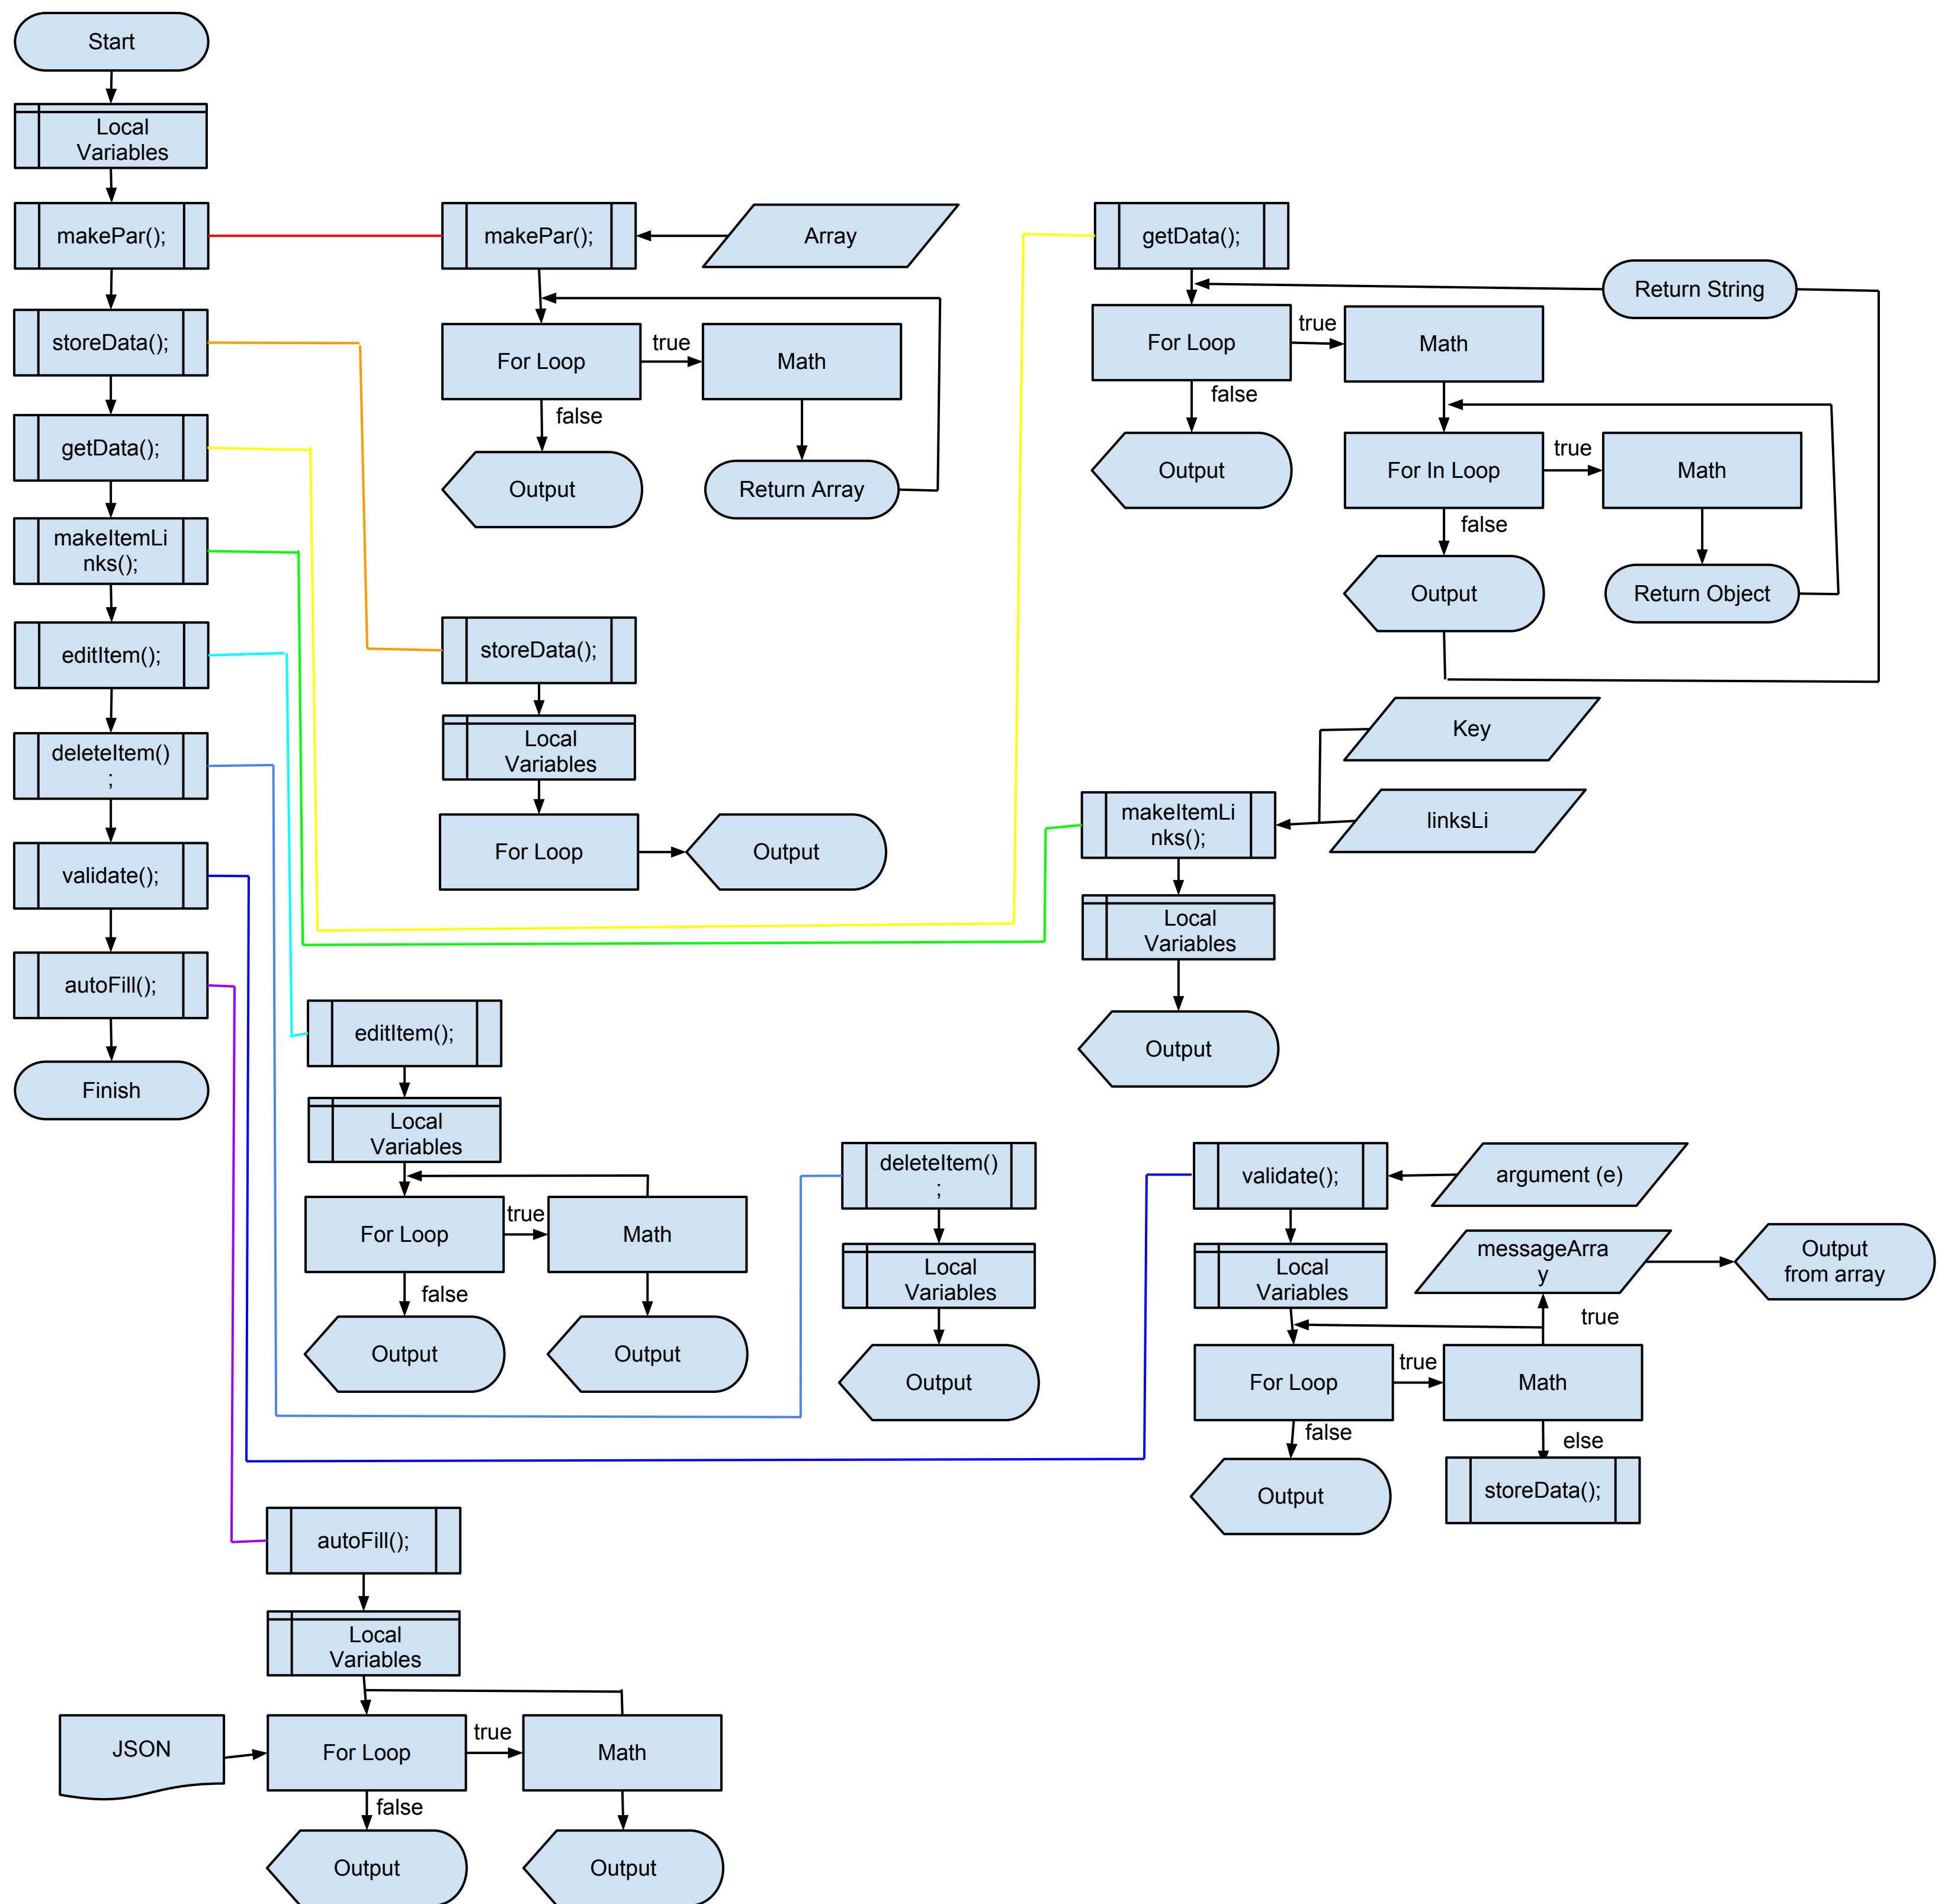 Start
Local
Variables
makePar();
storeData();
getData();
makeItemLi
nks();
editItem();
deleteItem()
;
validate();
autoFill();
Finish
makePar();
Array
For Loop
true
Math
false
Output
Return Array
getData();
Return String
For Loop
true
Math
false
Output
For In Loop
true
Math
false
Output
Return Object
storeData();
Local
Variables
For Loop
Output
Key
linksLi
makeItemLi
nks();
Local
Variables
Output
editItem();
Local
Variables
For Loop
true
Math
false
Output
Output
deleteItem()
;
Local
Variables
Output
validate();
argument (e)
Local
Variables
messageArra
y
Output
from array
true
For Loop
true
Math
false
else
Output
storeData();
autoFill();
Local
Variables
JSON
For Loop
true
Math
false
Output
Output